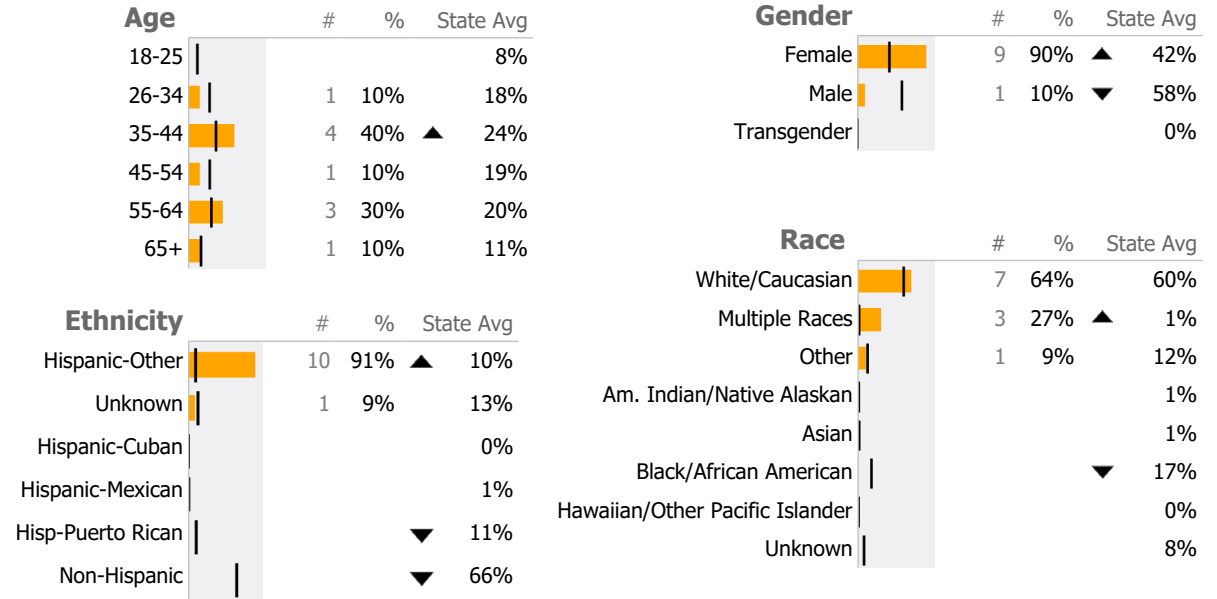 Age # % State Avg
18-25 8%
26-34 1 10% 18%
35-44 4 40% ▲ 24%
45-54 1 10% 19%
55-64 3 30% 20%
65+ 1 10% 11%
Ethnicity # % State Avg
Hispanic-Other 10 91% ▲ 10%
Unknown 1 9% 13%
Hispanic-Cuban 0%
Hispanic-Mexican 1%
Hisp-Puerto Rican ▼ 11%
Non-Hispanic ▼ 66%
Gender # % State Avg
Female 9 90% ▲ 42%
Male 1 10% ▼ 58%
Transgender 0%
Race # % State Avg
White/Caucasian 7 64% 60%
Multiple Races 3 27% ▲ 1%
Other 1 9% 12%
Am. Indian/Native Alaskan 1%
Asian 1%
Black/African American ▼ 17%
Hawaiian/Other Pacific Islander 0%
Unknown 8%